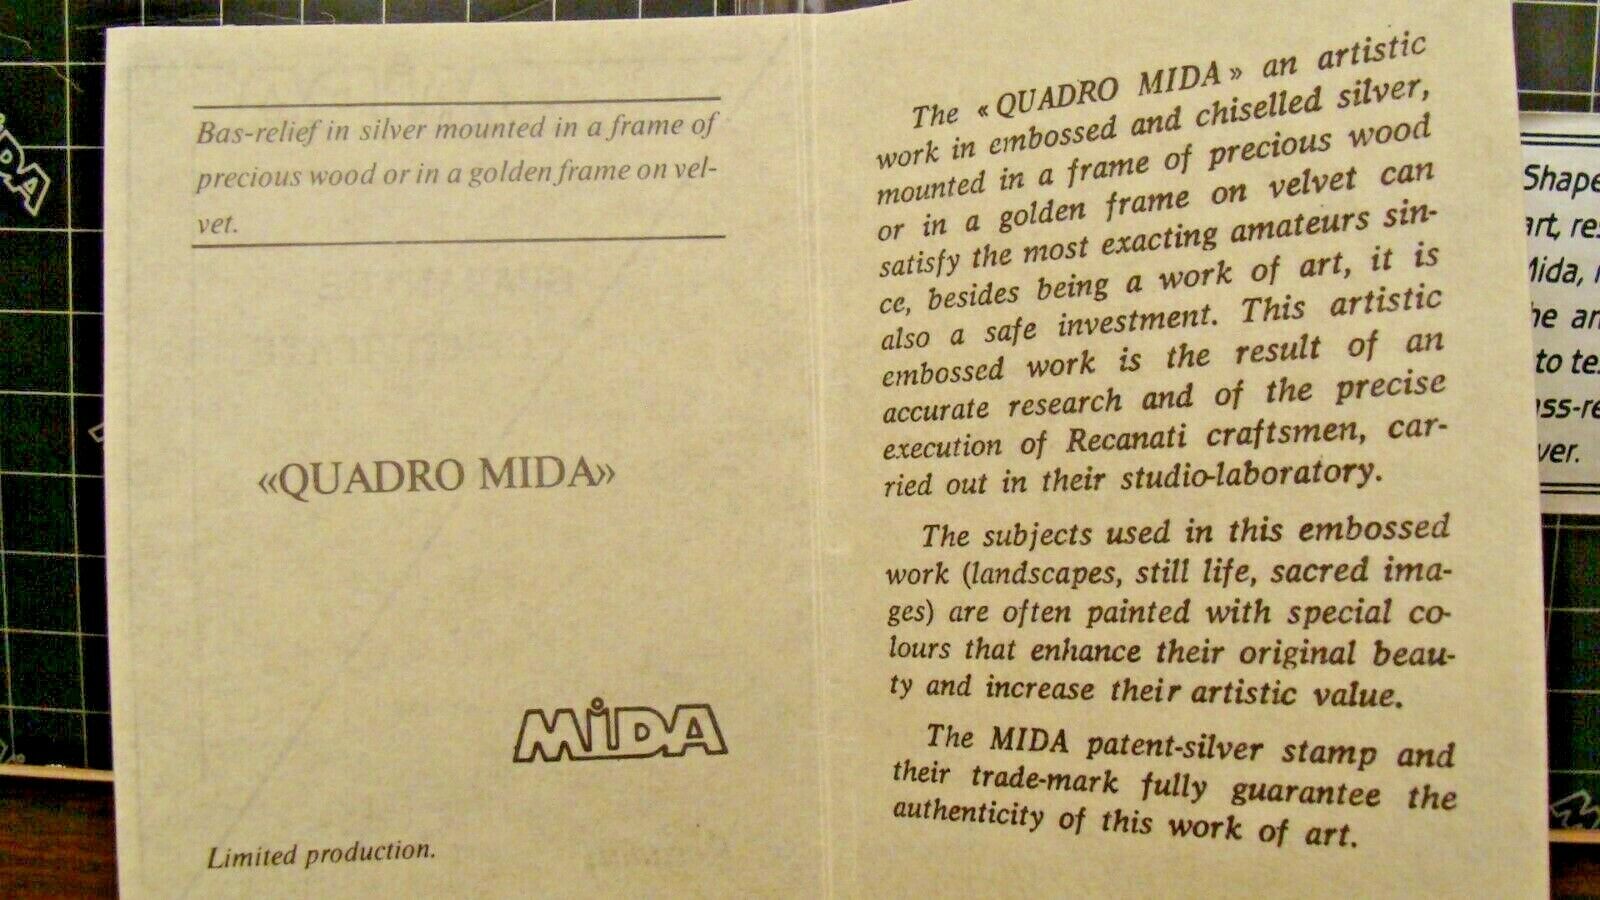 Bas-relief in silver mounted in a frame of
precious wood or in a golden frame on vel-
vet.
«QUADRO MIDA»
MiDA
Limited production.
The «QUADRO MIDA» an artistic
work in embossed and chiselled silver,
mounted in a frame of precious wood
or in a golden frame on velvet can
satisfy the most exacting amateurs sin-
ce, besides being a work of art, it is
also a safe investment. This artistic
embossed work is the result of an
accurate research and of the precise
execution of Recanati craftsmen, car-
ried out in their studio-laboratory.
The subjects used in this embossed
work (landscapes, still life, sacred ima-
ges) are often painted with special co-
lours that enhance their original beau-
ty and increase their artistic value.
The MIDA patent-silver stamp and
their trade-mark fully guarantee the
authenticity of this work of art.
Shape
art, res
Mida,
to te
ver.